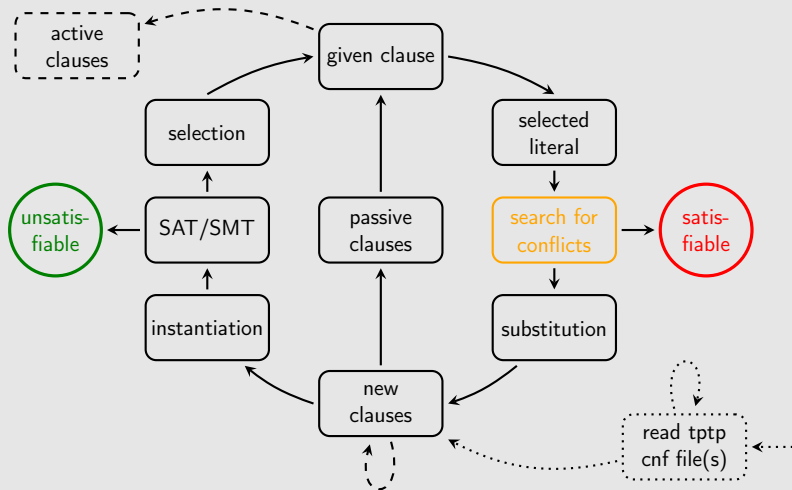 active
clauses
given clause
selection
selected
literal
unsatis-
fiable
SAT/SMT
passive
clauses
search for
conflicts
satis-
fiable
instantiation
substitution
new
clauses
read tptp
cnf file(s)